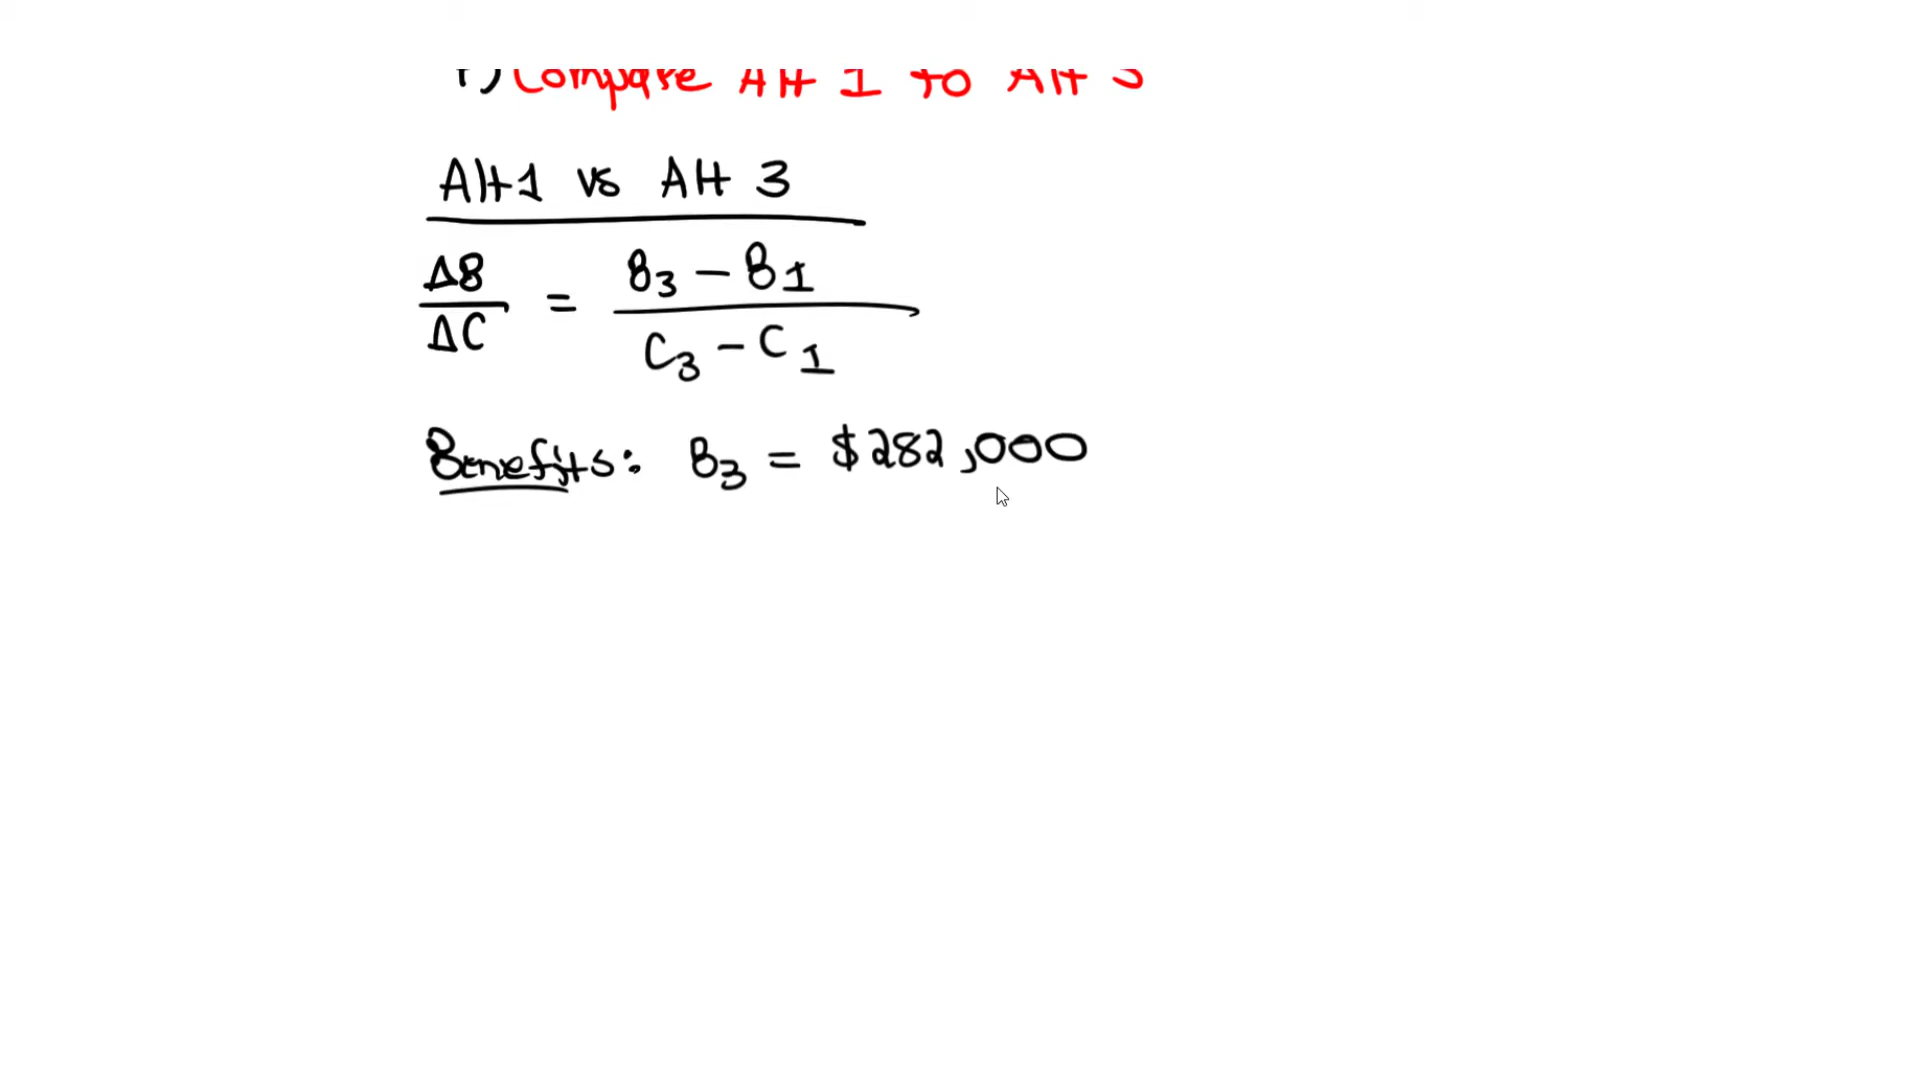 Compare Alt 1 to Alt 3
Alt 1 vs Alt 3
ΔB/ΔC = (B₃ − B₁)/(C₃ − C₁)
Benefits: B₃ = $282,000